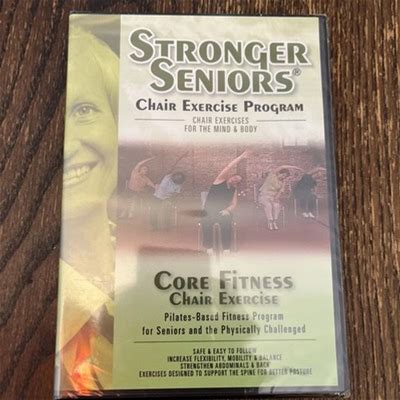 STRONGER
SENIORS®
CHAIR EXERCISE PROGRAM
CHAIR EXERCISES
FOR THE MIND & BODY
CORE FITNESS
CHAIR EXERCISE
Pilates-Based Fitness Program
for Seniors and the Physically Challenged
SAFE & EASY TO FOLLOW
INCREASE FLEXIBILITY, MOBILITY & BALANCE
STRENGTHEN ABDOMINALS & BACK
EXERCISES DESIGNED TO SUPPORT THE SPINE FOR BETTER POSTURE